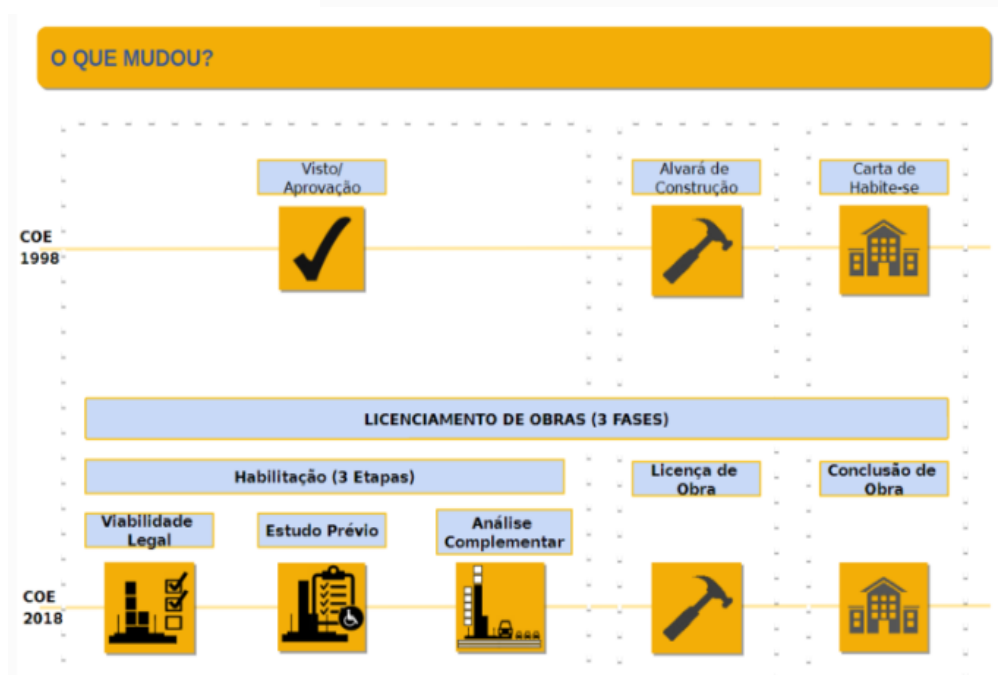 O QUE MUDOU?
Visto/
Aprovação
Alvará de
Construção
Carta de
Habite-se
COE
1998
LICENCIAMENTO DE OBRAS (3 FASES)
Habilitação (3 Etapas)
Licença de
Obra
Conclusão de
Obra
Viabilidade
Legal
Estudo Prévio
Análise
Complementar
COE
2018